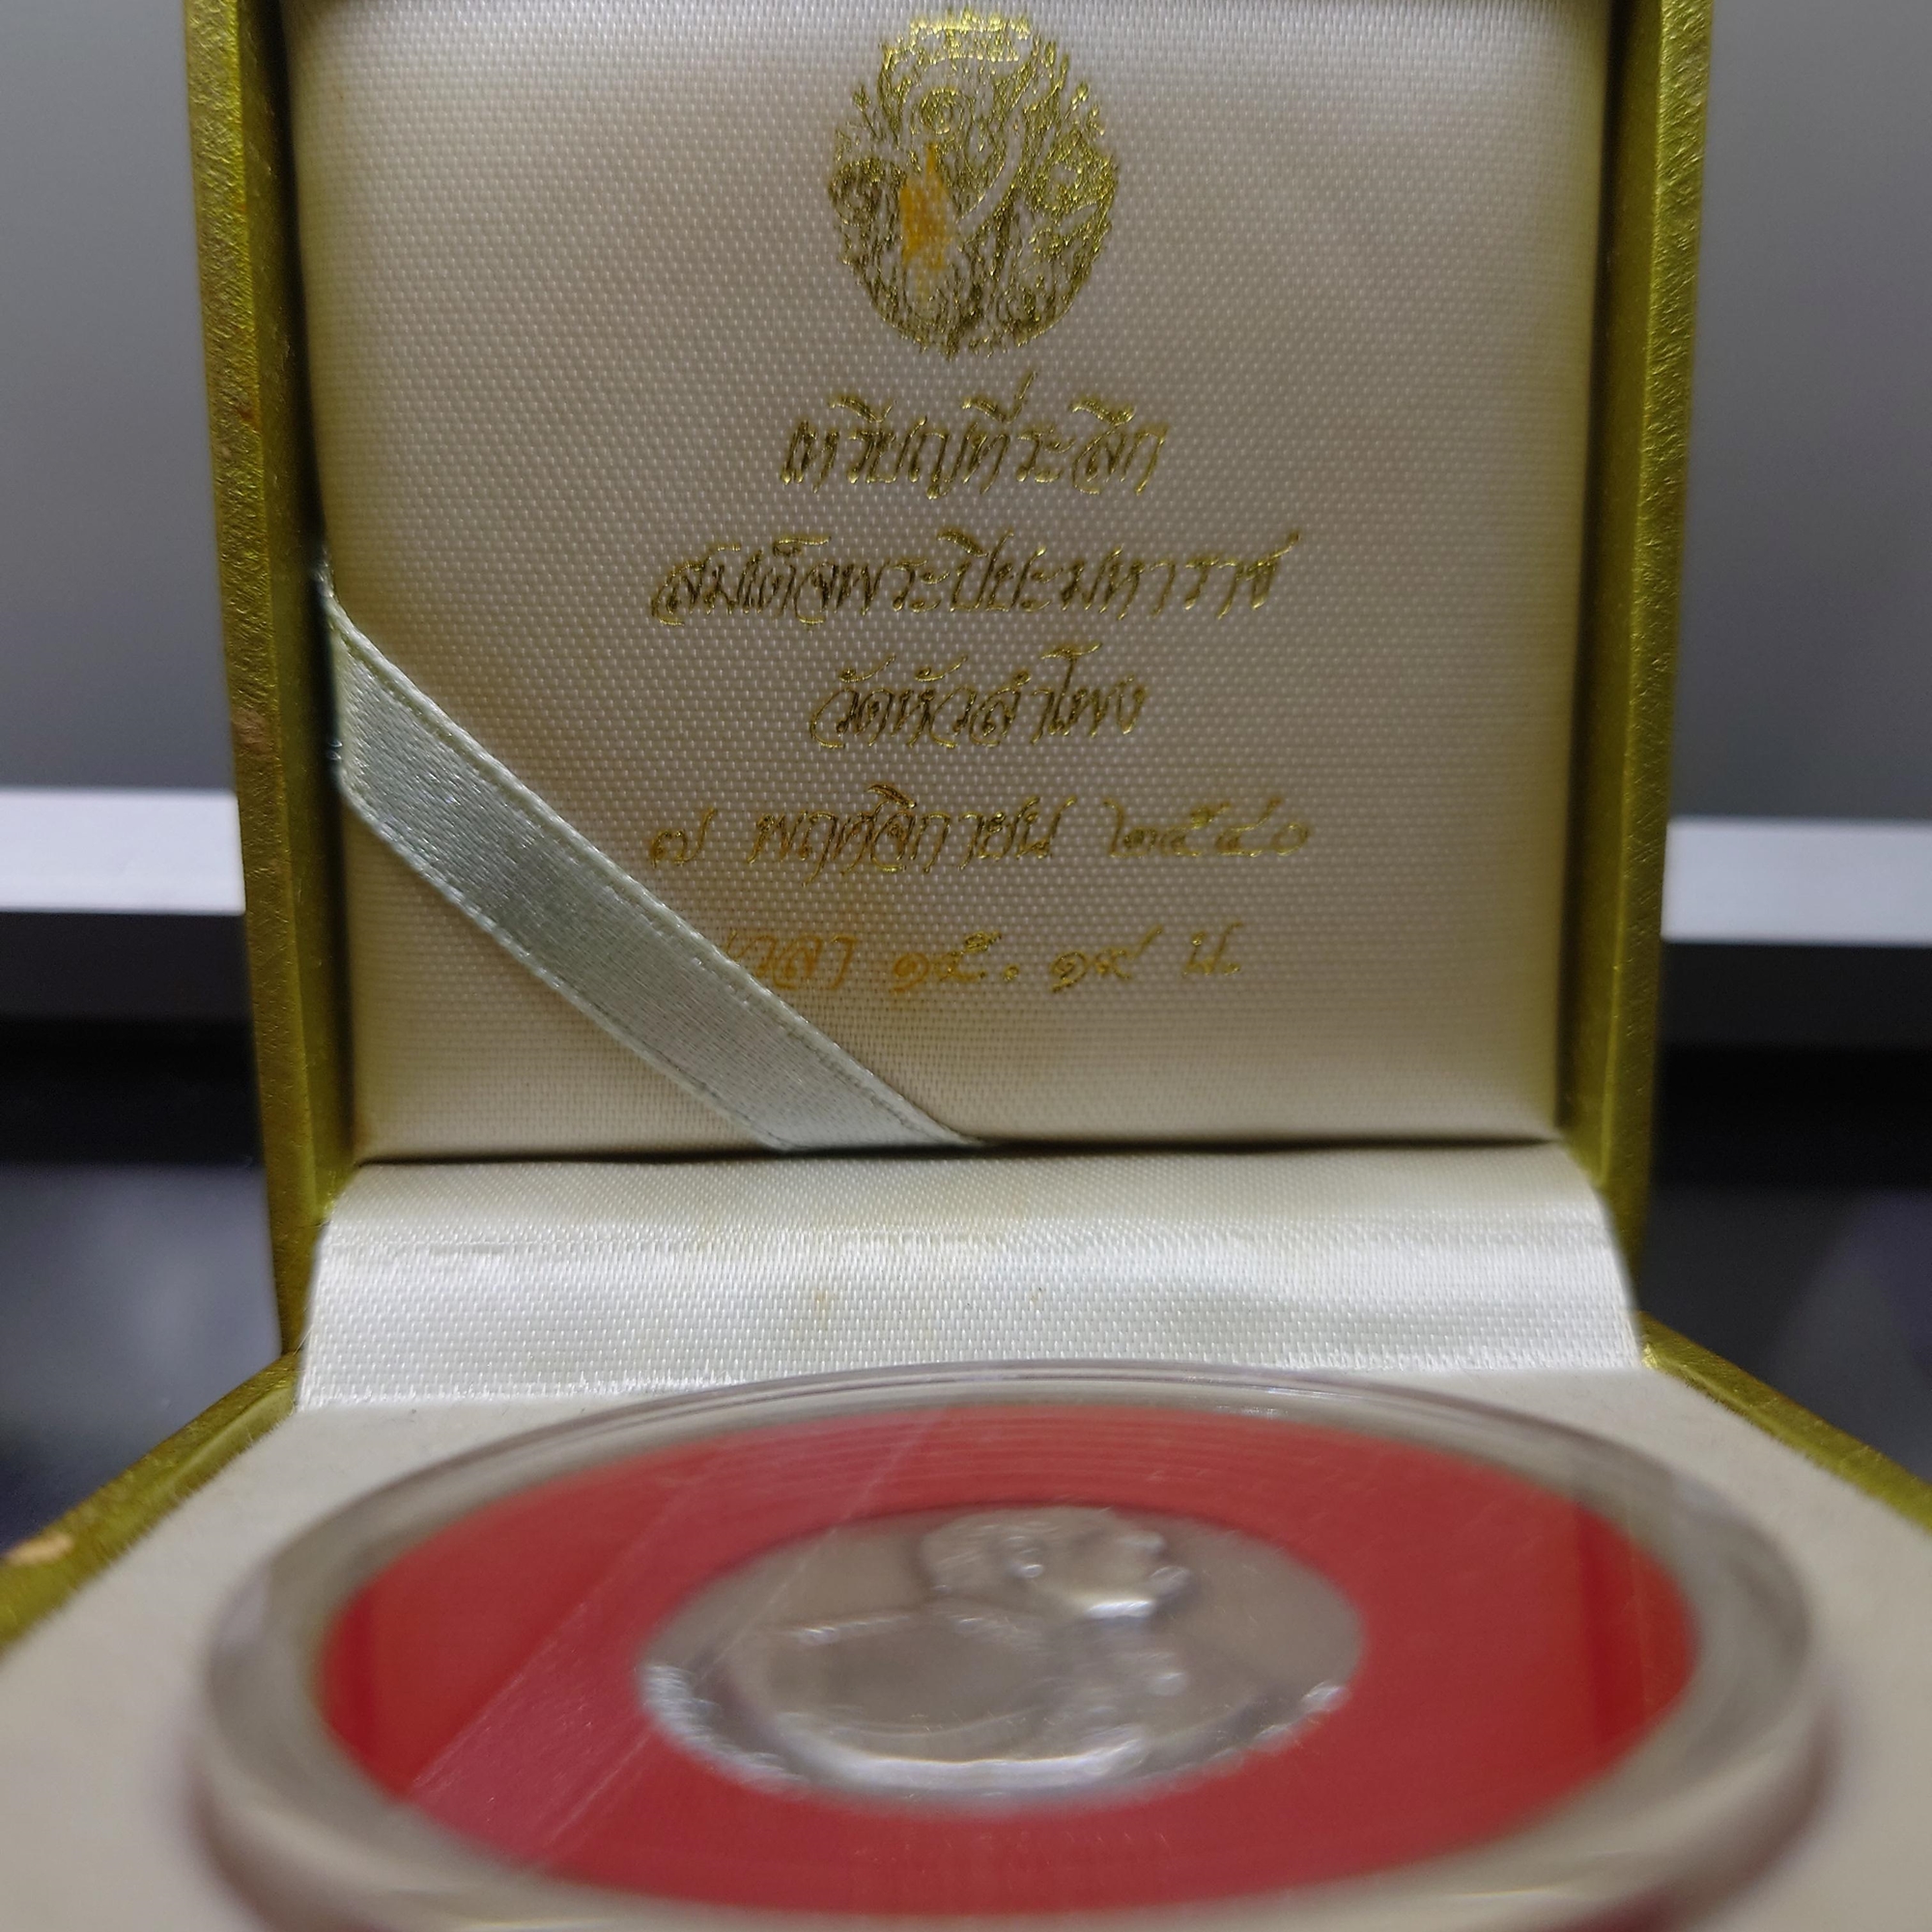 เหรียญที่ระลึก
สมเด็จพระปิยะมหาราช
วัดหัวลำโพง
๗ พฤศจิกายน ๒๕๔๐
เวลา ๑๕.๑๙ น.